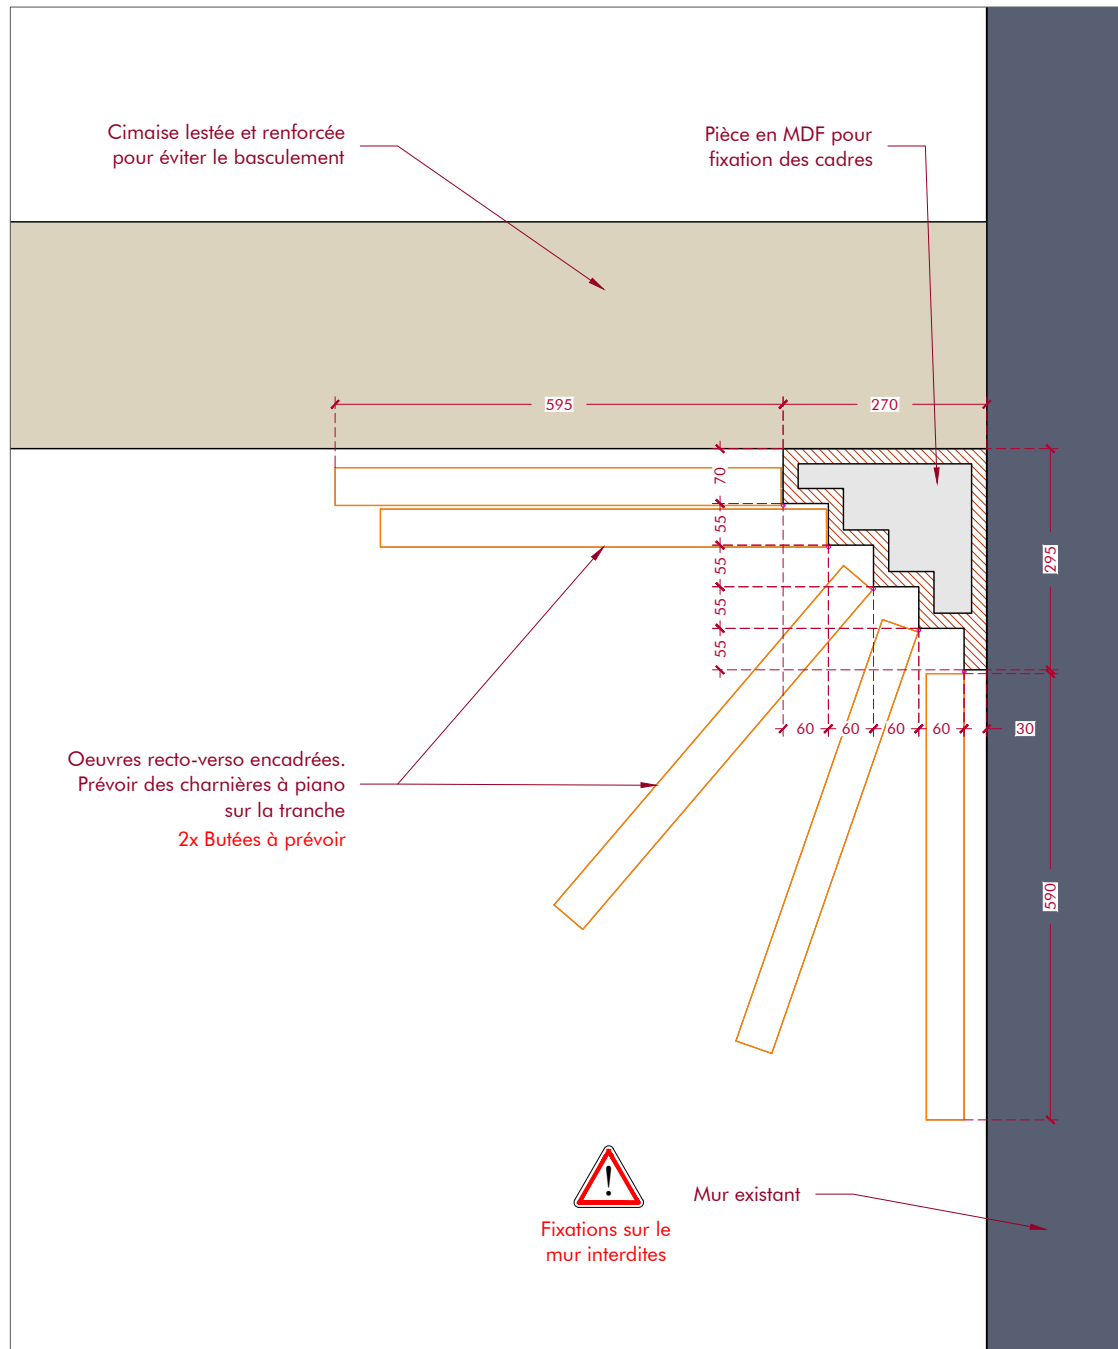 Cimaise lestée et renforcée
pour éviter le basculement
Pièce en MDF pour
fixation des cadres
595
270
70
55
55
55
55
295
60
60
60
60
30
590
Oeuvres recto-verso encadrées.
Prévoir des charnières à piano
sur la tranche
2x Butées à prévoir
!
Fixations sur le
mur interdites
Mur existant